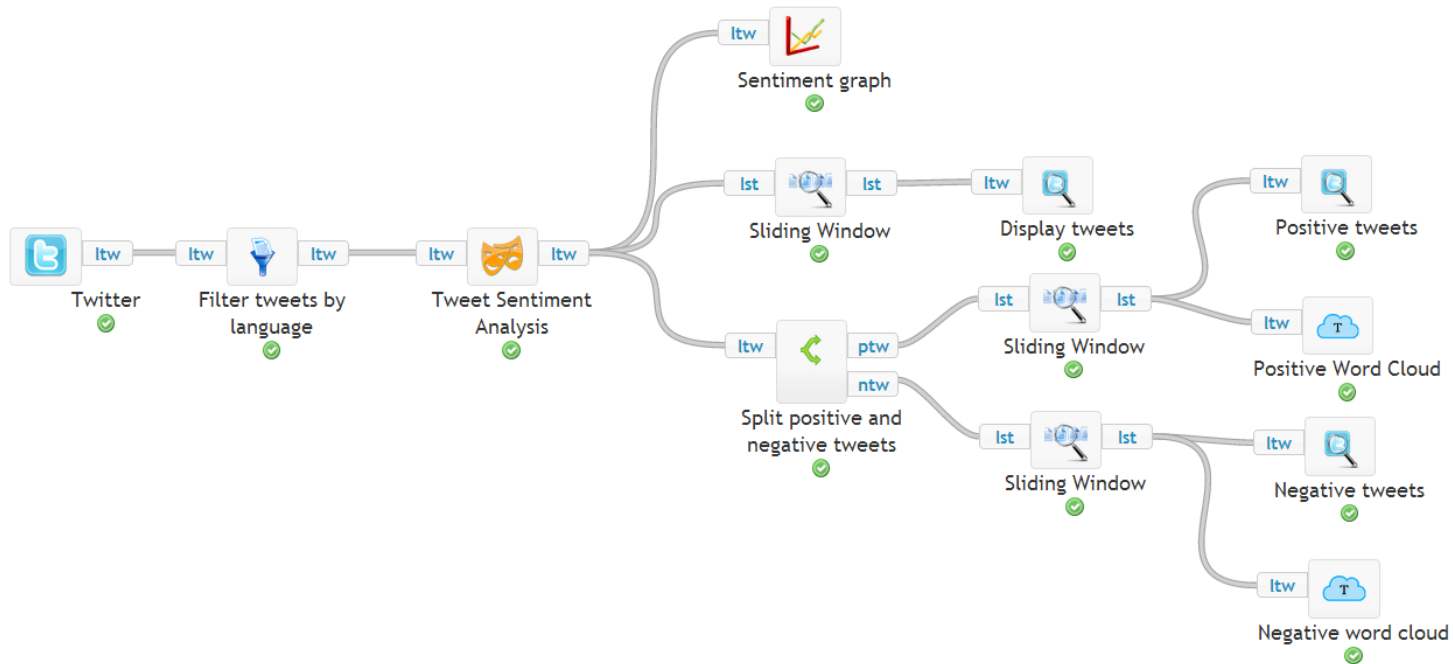 ltw
Sentiment graph
lst
lst
Sliding Window
ltw
Display tweets
ltw
Positive tweets
Twitter
ltw
ltw
ltw
Filter tweets by
language
ltw
ltw
Tweet Sentiment
Analysis
ltw
ptw
ntw
Split positive and
negative tweets
lst
lst
Sliding Window
ltw
T
Positive Word Cloud
lst
lst
Sliding Window
ltw
Negative tweets
ltw
T
Negative word cloud